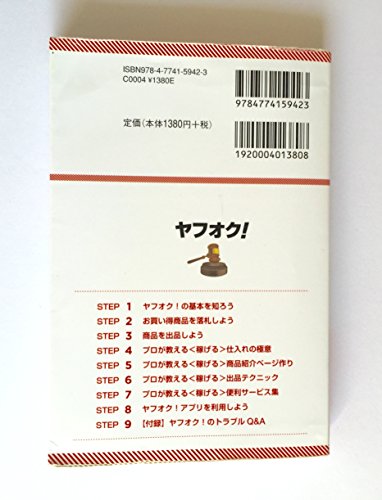 ISBN978-4-7741-5942-3
C0004 ¥1380E
9784774159423
定価(本体1380円+税)
1920004013808
ヤフオク!
STEP 1 ヤフオク!の基本を知ろう
STEP 2 お買い得商品を落札しよう
STEP 3 商品を出品しよう
STEP 4 プロが教える<稼げる>仕入れの極意
STEP 5 プロが教える<稼げる>商品紹介ページ作り
STEP 6 プロが教える<稼げる>出品テクニック
STEP 7 プロが教える<稼げる>便利サービス集
STEP 8 ヤフオク!アプリを利用しよう
STEP 9 【付録】ヤフオク!のトラブルQ&A